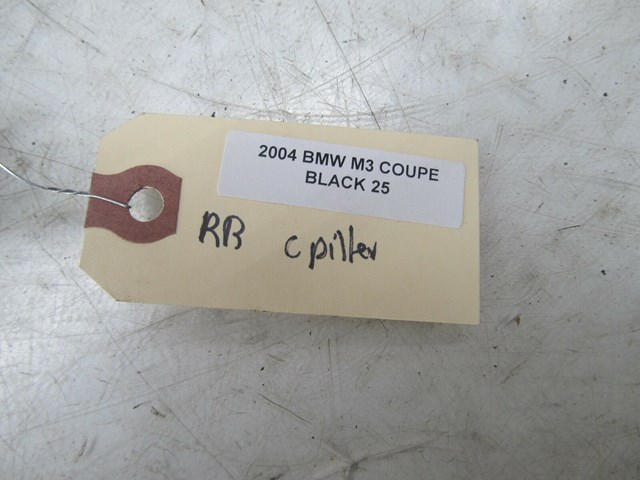 2004 BMW M3 COUPE
BLACK 25
RB c piller